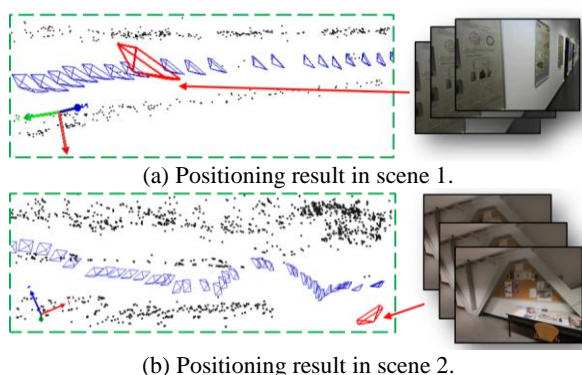 (a) Positioning result in scene 1.
(b) Positioning result in scene 2.